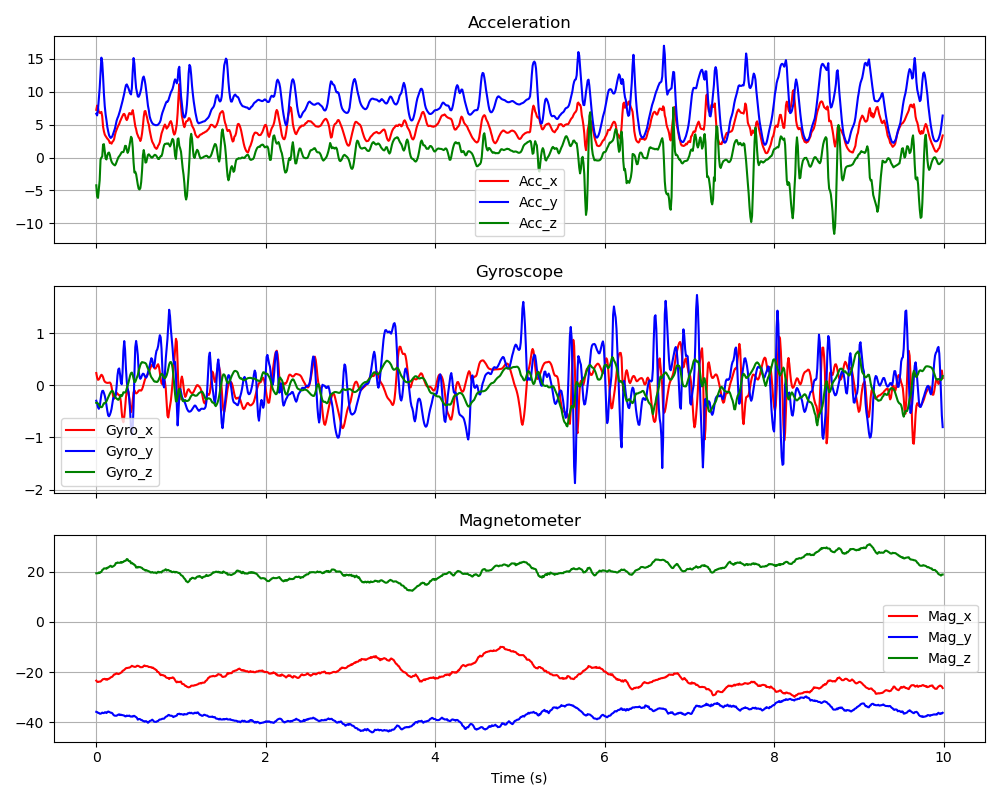 Acceleration
15
10
5
0
−5
−10
Acc_x
Acc_y
Acc_z
Gyroscope
1
0
−1
−2
Gyro_x
Gyro_y
Gyro_z
Magnetometer
20
0
−20
−40
Mag_x
Mag_y
Mag_z
0 2 4 6 8 10
Time (s)